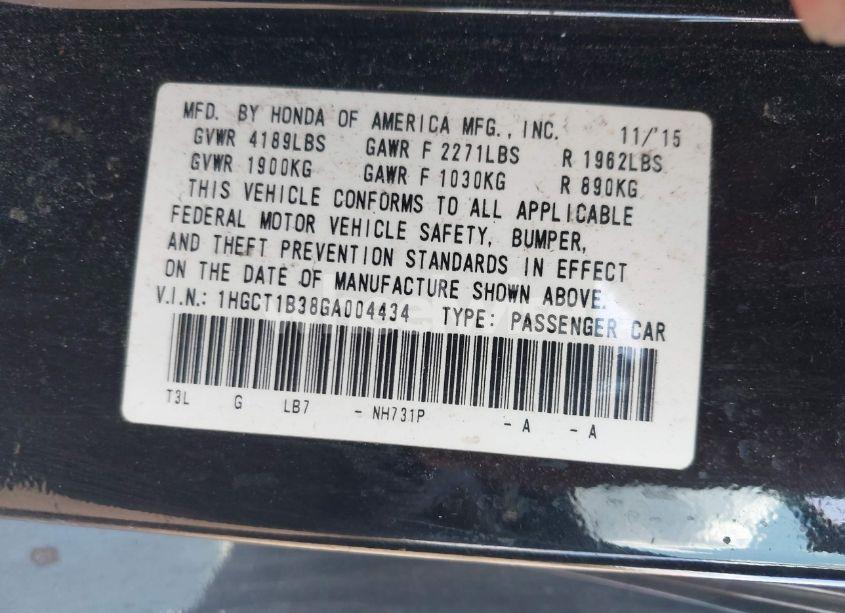 MFD. BY HONDA OF AMERICA MFG., INC. 11/'15
GVWR 4189LBS GAWR F 2271LBS R 1962LBS
GVWR 1900KG GAWR F 1030KG R 890KG
THIS VEHICLE CONFORMS TO ALL APPLICABLE
FEDERAL MOTOR VEHICLE SAFETY, BUMPER,
AND THEFT PREVENTION STANDARDS IN EFFECT
ON THE DATE OF MANUFACTURE SHOWN ABOVE.
V.I.N.: 1HGCT1B38GA004434 TYPE: PASSENGER CAR
T3L G LB7 - NH731P - A - A